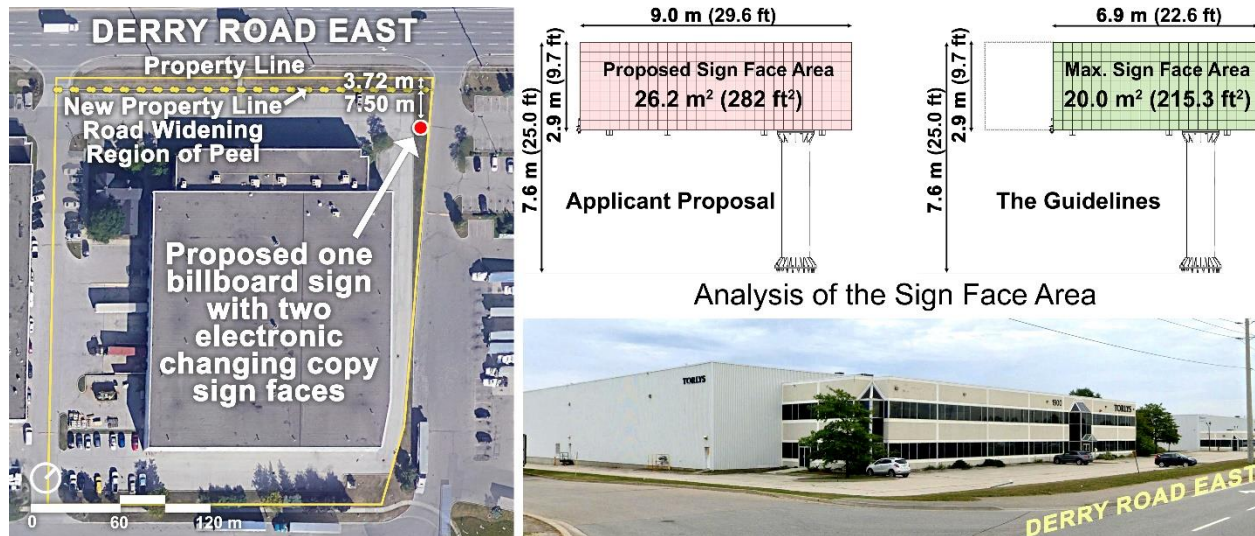 DERRY ROAD EAST
Property Line
3.72 m
New Property Line
7.50 m
Road Widening
Region of Peel
Proposed one
billboard sign
with two
electronic
changing copy
sign faces
0 60 120 m
9.0 m (29.6 ft)
7.6 m (25.0 ft)
2.9 m (9.7 ft)
Proposed Sign Face Area
26.2 m² (282 ft²)
Applicant Proposal
6.9 m (22.6 ft)
7.6 m (25.0 ft)
2.9 m (9.7 ft)
Max. Sign Face Area
20.0 m² (215.3 ft²)
The Guidelines
Analysis of the Sign Face Area
TORLYS
1900
TORLYS
DERRY ROAD EAST